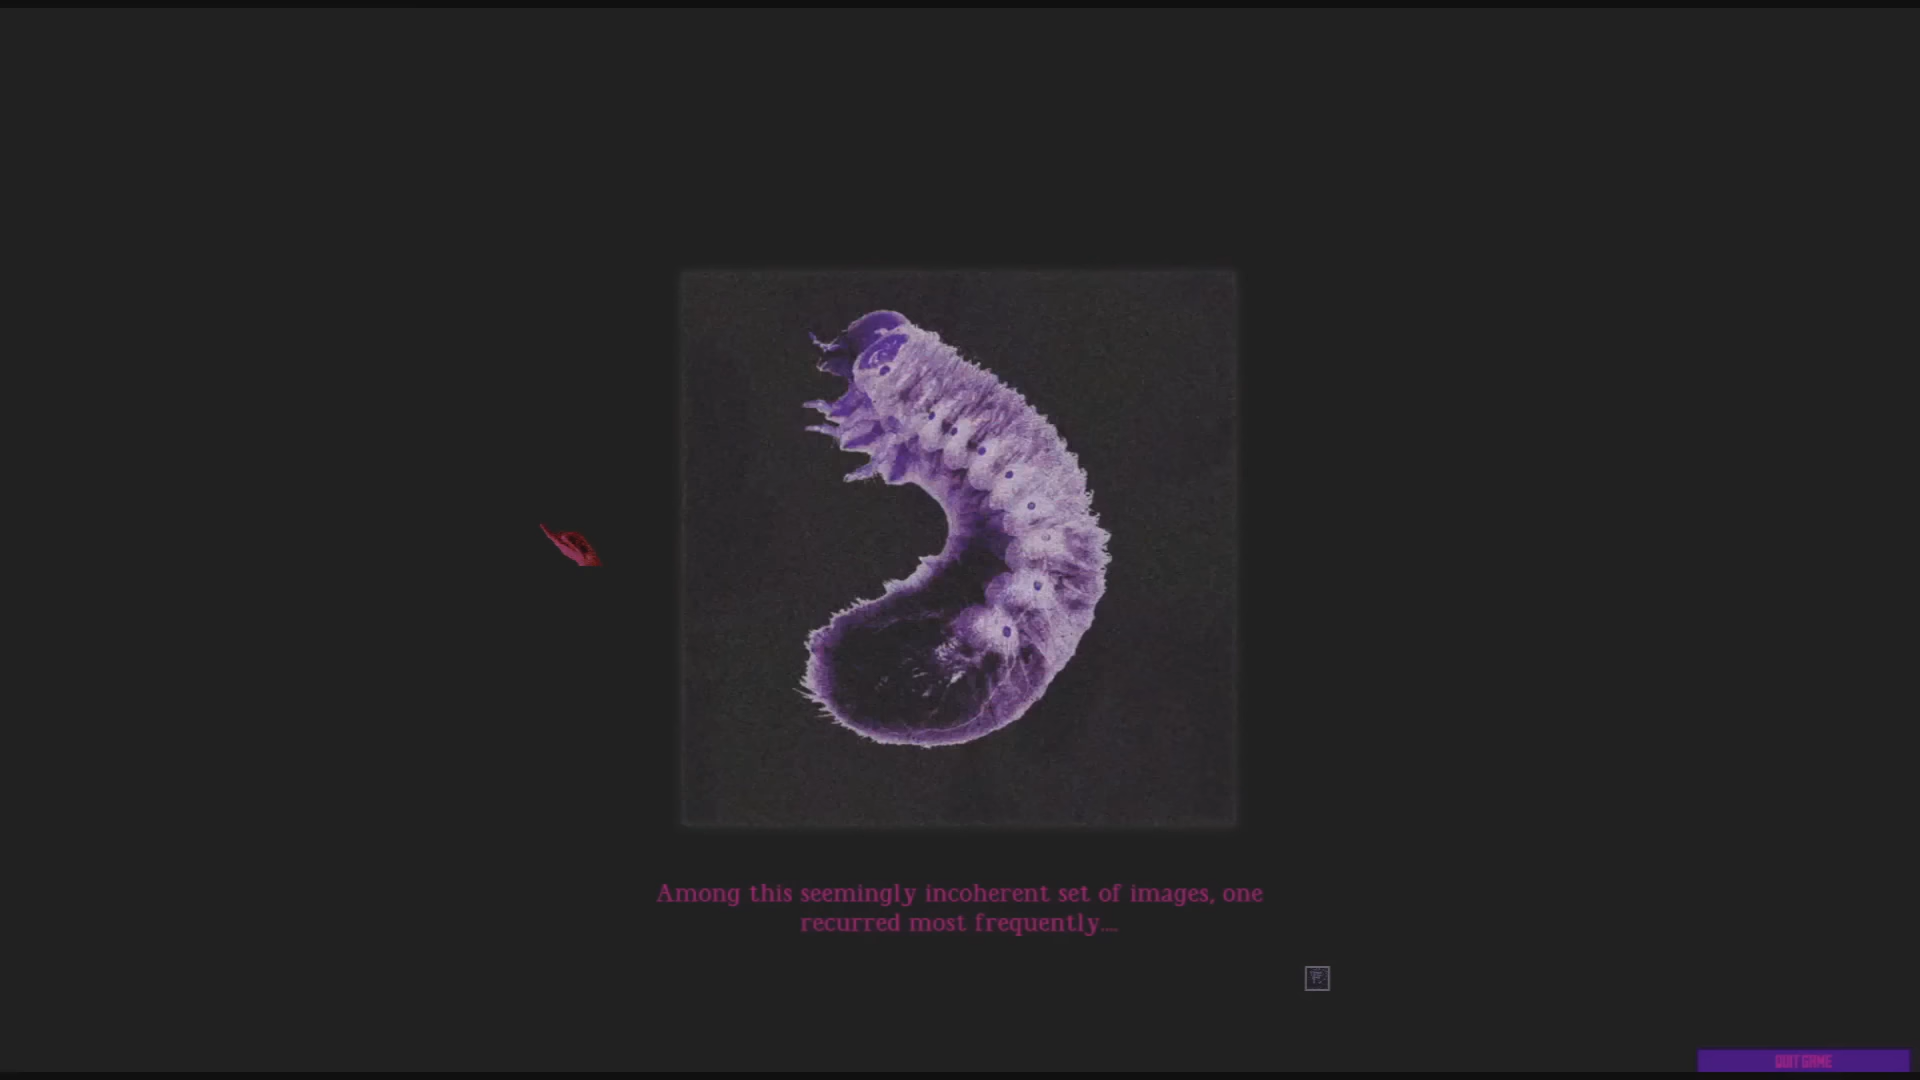 Among this seemingly incoherent set of images, one
recurred most frequently....
QUIT GAME